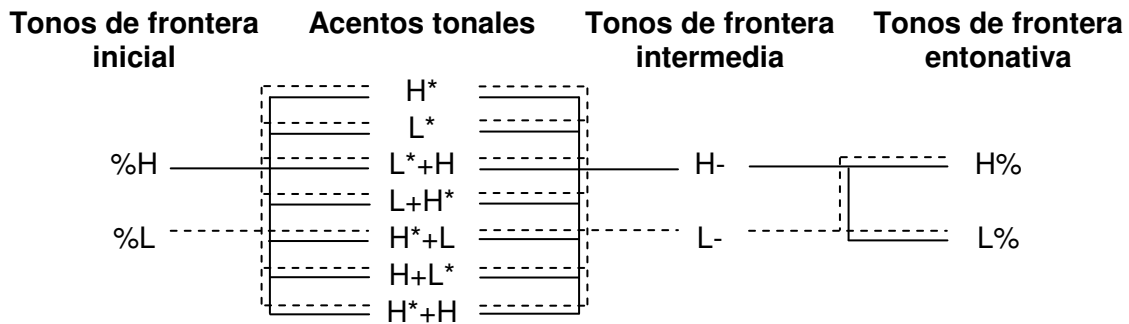 Tonos de frontera inicial
Acentos tonales
Tonos de frontera intermedia
Tonos de frontera entonativa
H*
L*
%H L*+H H- H%
L+H*
%L H*+L L- L%
H+L*
H*+H